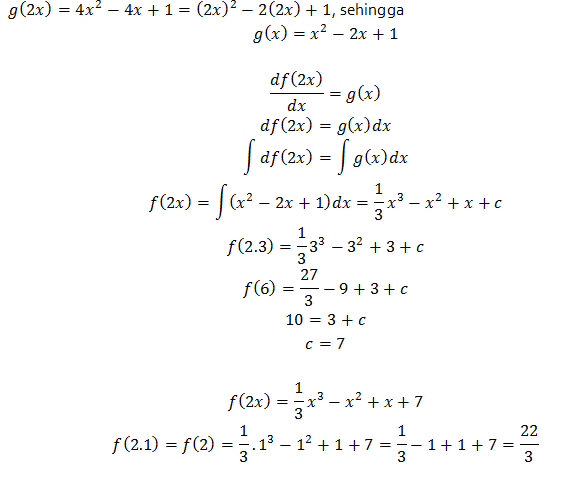 g(2x) = 4x² − 4x + 1 = (2x)² − 2(2x) + 1, sehingga
g(x) = x² − 2x + 1
df(2x)/dx = g(x)
df(2x) = g(x)dx
∫ df(2x) = ∫ g(x)dx
f(2x) = ∫(x² − 2x + 1)dx = 1/3 x³ − x² + x + c
f(2.3) = 1/3 3³ − 3² + 3 + c
f(6) = 27/3 − 9 + 3 + c
10 = 3 + c
c = 7
f(2x) = 1/3 x³ − x² + x + 7
f(2.1) = f(2) = 1/3 .1³ − 1² + 1 + 7 = 1/3 − 1 + 1 + 7 = 22/3